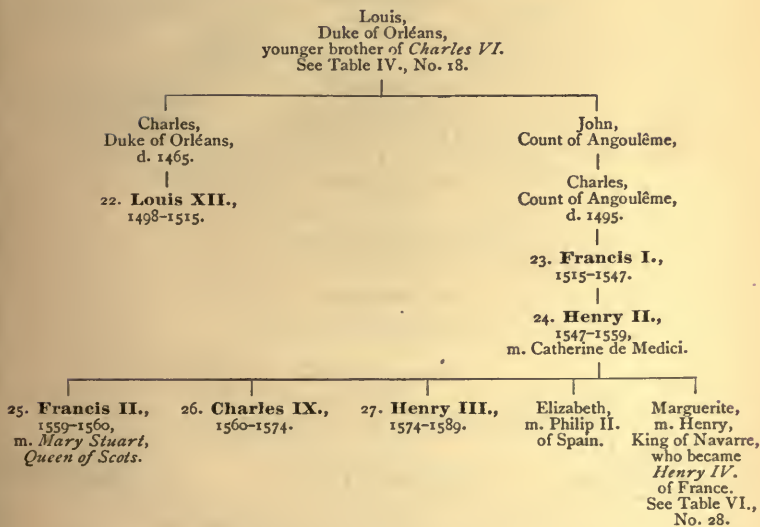 Louis,
Duke of Orléans,
younger brother of Charles VI.
See Table IV., No. 18.
Charles,
Duke of Orléans,
d. 1465.
22. Louis XII.,
1498-1515.
John,
Count of Angoulême,
Charles,
Count of Angoulême,
d. 1495.
23. Francis I.,
1515-1547.
24. Henry II.,
1547-1559,
m. Catherine de Medici.
25. Francis II.,
1559-1560,
m. Mary Stuart,
Queen of Scots.
26. Charles IX.,
1560-1574.
27. Henry III.,
1574-1589.
Elizabeth,
m. Philip II.
of Spain.
Marguerite,
m. Henry,
King of Navarre,
who became
Henry IV.
of France.
See Table VI.,
No. 28.